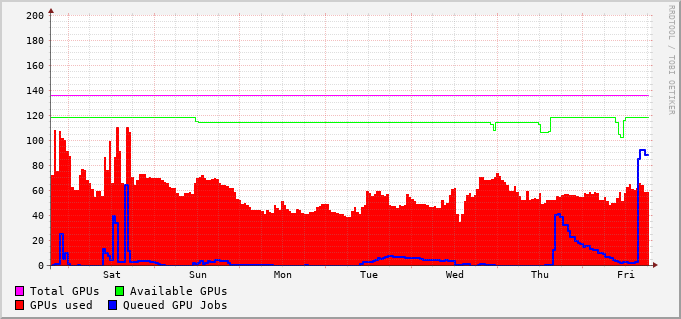 200
180
160
140
120
100
80
60
40
20
0
Sat Sun Mon Tue Wed Thu Fri
Total GPUs Available GPUs
GPUs used Queued GPU Jobs
RRDTOOL / TOBI OETIKER